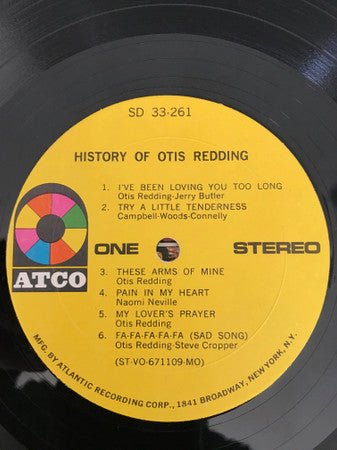 SD 33-261
HISTORY OF OTIS REDDING
1. I'VE BEEN LOVING YOU TOO LONG
Otis Redding-Jerry Butler
2. TRY A LITTLE TENDERNESS
Campbell-Woods-Connelly
ONE STEREO
ATCO
3. THESE ARMS OF MINE
Otis Redding
4. PAIN IN MY HEART
Naomi Neville
5. MY LOVER'S PRAYER
Otis Redding
6. FA-FA-FA-FA-FA (SAD SONG)
Otis Redding-Steve Cropper
(ST-VO-671109-MO)
MFG. BY ATLANTIC RECORDING CORP., 1841 BROADWAY, NEW YORK, N.Y.